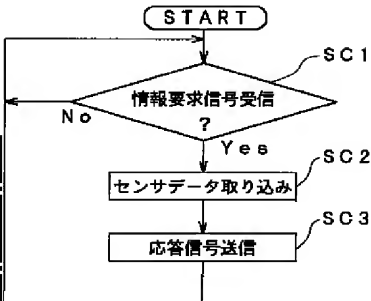 START
SC1
情報要求信号受信
?
No
Yes
SC2
センサデータ取り込み
SC3
応答信号送信